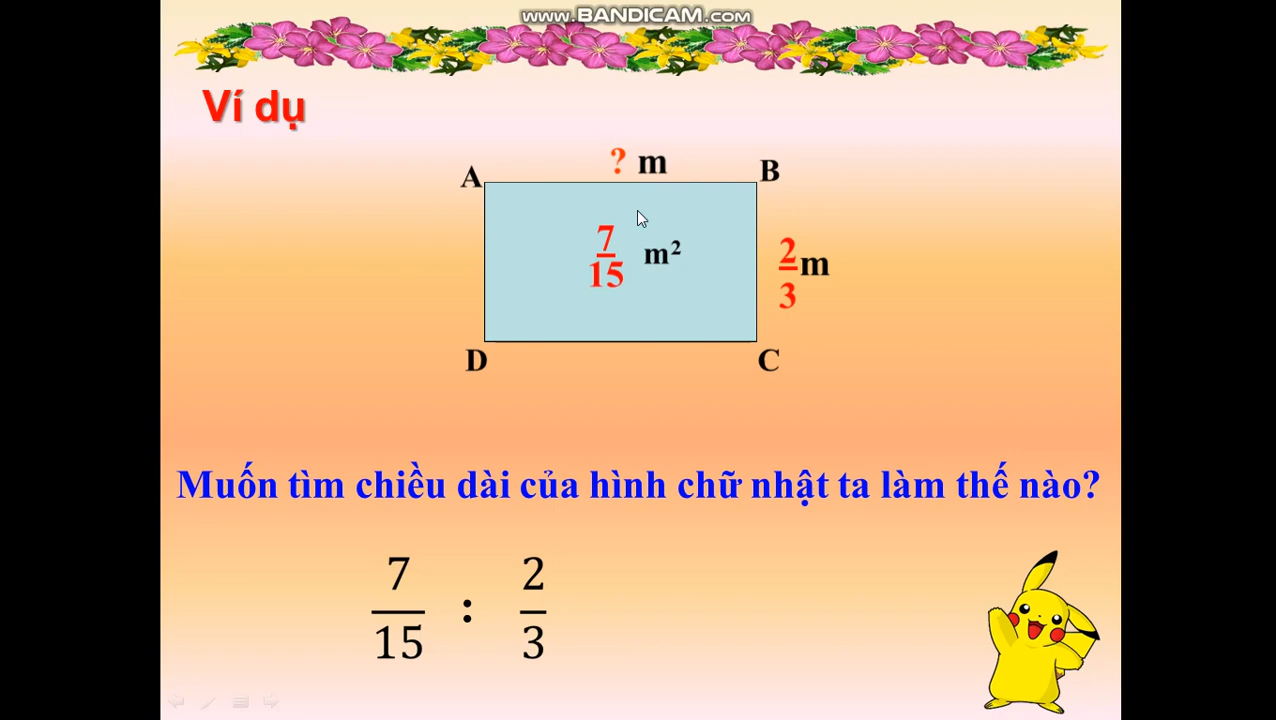 www.BANDICAM.com
Ví dụ
? m
A B
7/15 m²
2/3 m
D C
Muốn tìm chiều dài của hình chữ nhật ta làm thế nào?
7/15 : 2/3